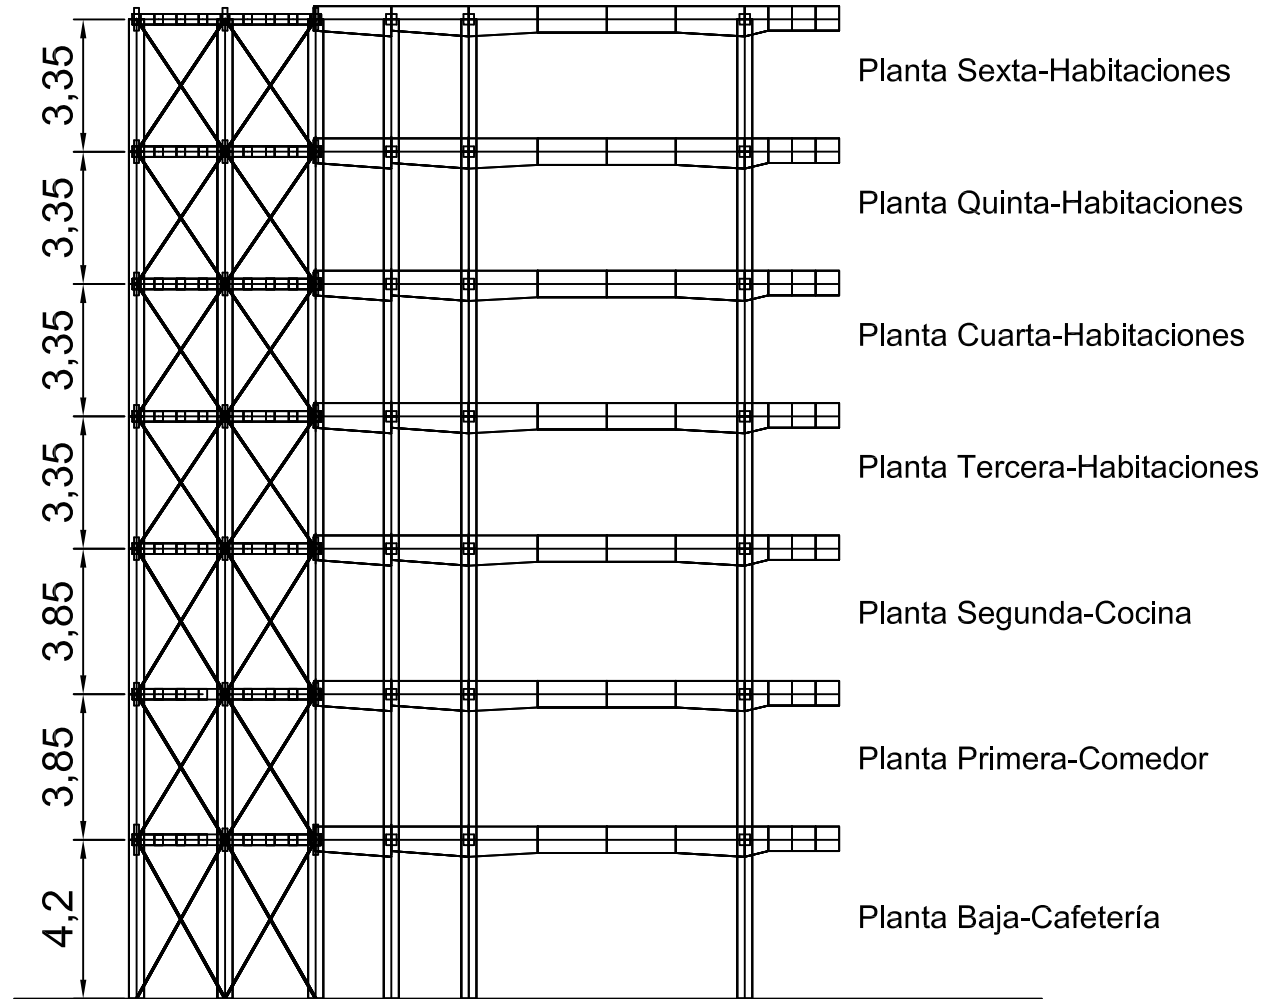 3,35
Planta Sexta-Habitaciones
3,35
Planta Quinta-Habitaciones
3,35
Planta Cuarta-Habitaciones
3,35
Planta Tercera-Habitaciones
3,85
Planta Segunda-Cocina
3,85
Planta Primera-Comedor
4,2
Planta Baja-Cafetería